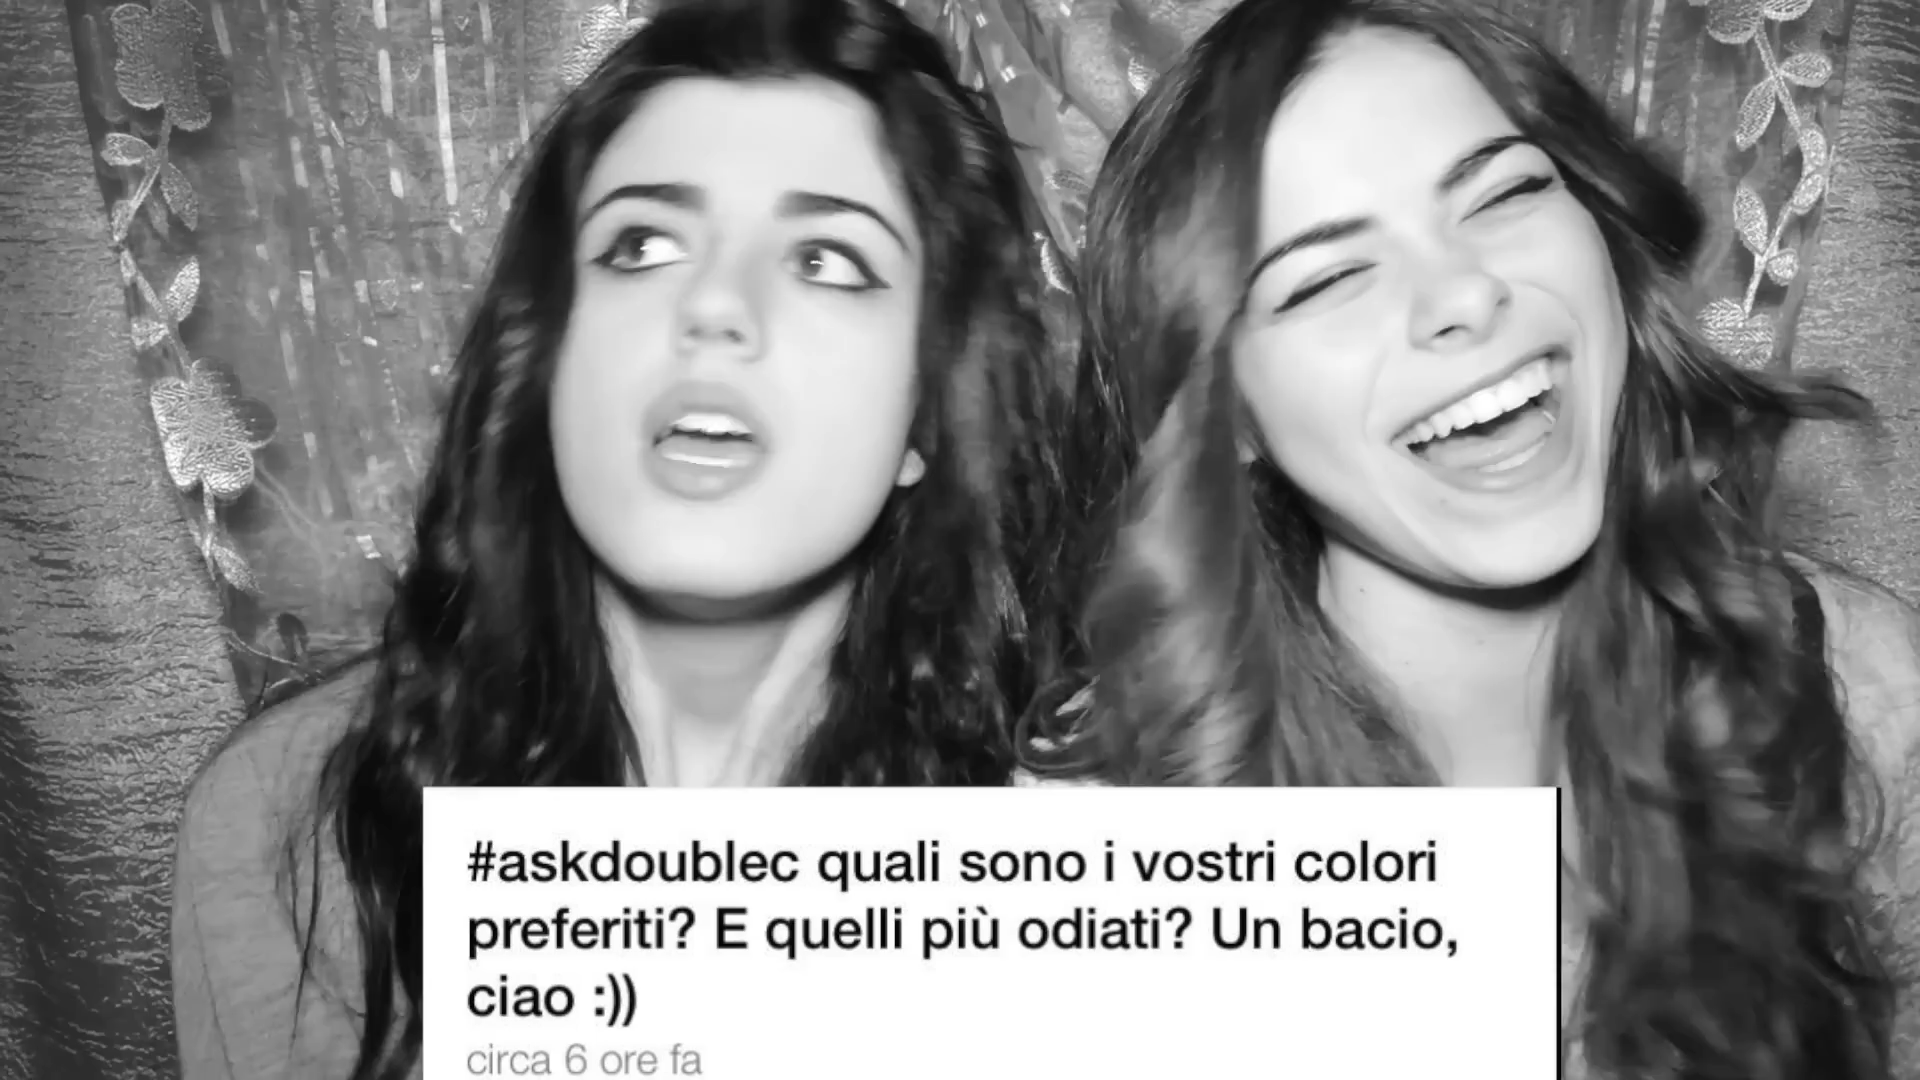 #askdoublec quali sono i vostri colori
preferiti? E quelli più odiati? Un bacio,
ciao :))
circa 6 ore fa